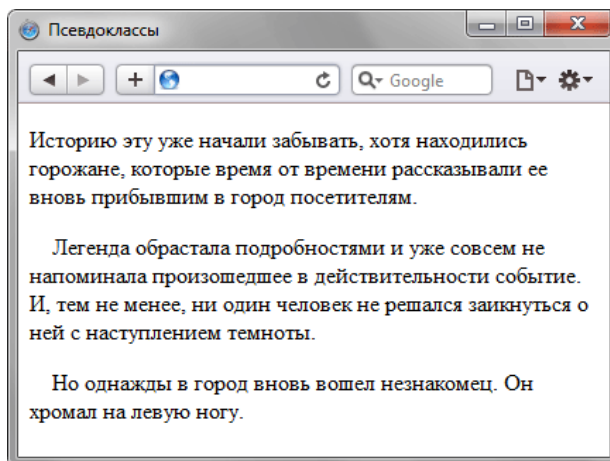 Псевдоклассы
Google
Историю эту уже начали забывать, хотя находились
горожане, которые время от времени рассказывали ее
вновь прибывшим в город посетителям.
Легенда обрастала подробностями и уже совсем не
напоминала произошедшее в действительности событие.
И, тем не менее, ни один человек не решался заикнуться о
ней с наступлением темноты.
Но однажды в город вновь вошел незнакомец. Он
хромал на левую ногу.